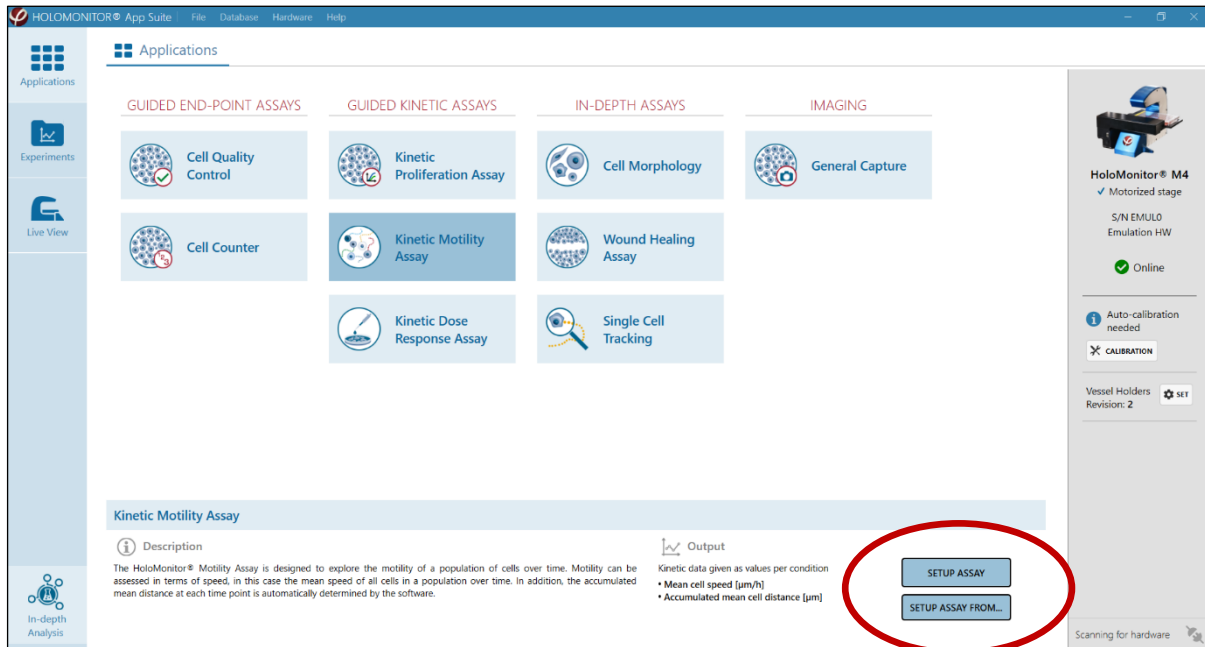 HOLOMONITOR® App Suite File Database Hardware Help
Applications
Experiments
Live View
In-depth
Analysis
Applications
GUIDED END-POINT ASSAYS
Cell Quality
Control
Cell Counter
GUIDED KINETIC ASSAYS
Kinetic
Proliferation Assay
Kinetic Motility
Assay
Kinetic Dose
Response Assay
IN-DEPTH ASSAYS
Cell Morphology
Wound Healing
Assay
Single Cell
Tracking
IMAGING
General Capture
Kinetic Motility Assay
Description
The HoloMonitor® Motility Assay is designed to explore the motility of a population of cells over time. Motility can be
assessed in terms of speed, in this case the mean speed of all cells in a population over time. In addition, the accumulated
mean distance at each time point is automatically determined by the software.
Output
Kinetic data given as values per condition
• Mean cell speed [µm/h]
• Accumulated mean cell distance [µm]
SETUP ASSAY
SETUP ASSAY FROM...
HoloMonitor® M4
Motorized stage
S/N EMUL0
Emulation HW
Online
Auto-calibration
needed
CALIBRATION
Vessel Holders
Revision: 2
SET
Scanning for hardware